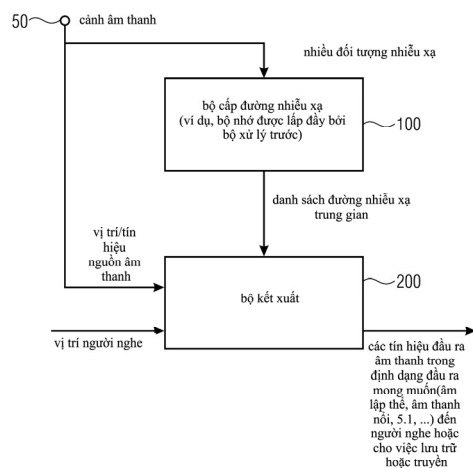 50
cảnh âm thanh
nhiều đối tượng nhiễu xạ
bộ cấp đường nhiễu xạ
(ví dụ, bộ nhớ được lấp đầy bởi
bộ xử lý trước)
100
danh sách đường nhiễu xạ
trung gian
vị trí/tín
hiệu
nguồn âm
thanh
200
bộ kết xuất
vị trí người nghe
các tín hiệu đầu ra
âm thanh trong
định dạng đầu ra
mong muốn(âm
lập thể, âm thanh
nổi, 5.1, ...) đến
người nghe hoặc
cho việc lưu trữ
hoặc truyền